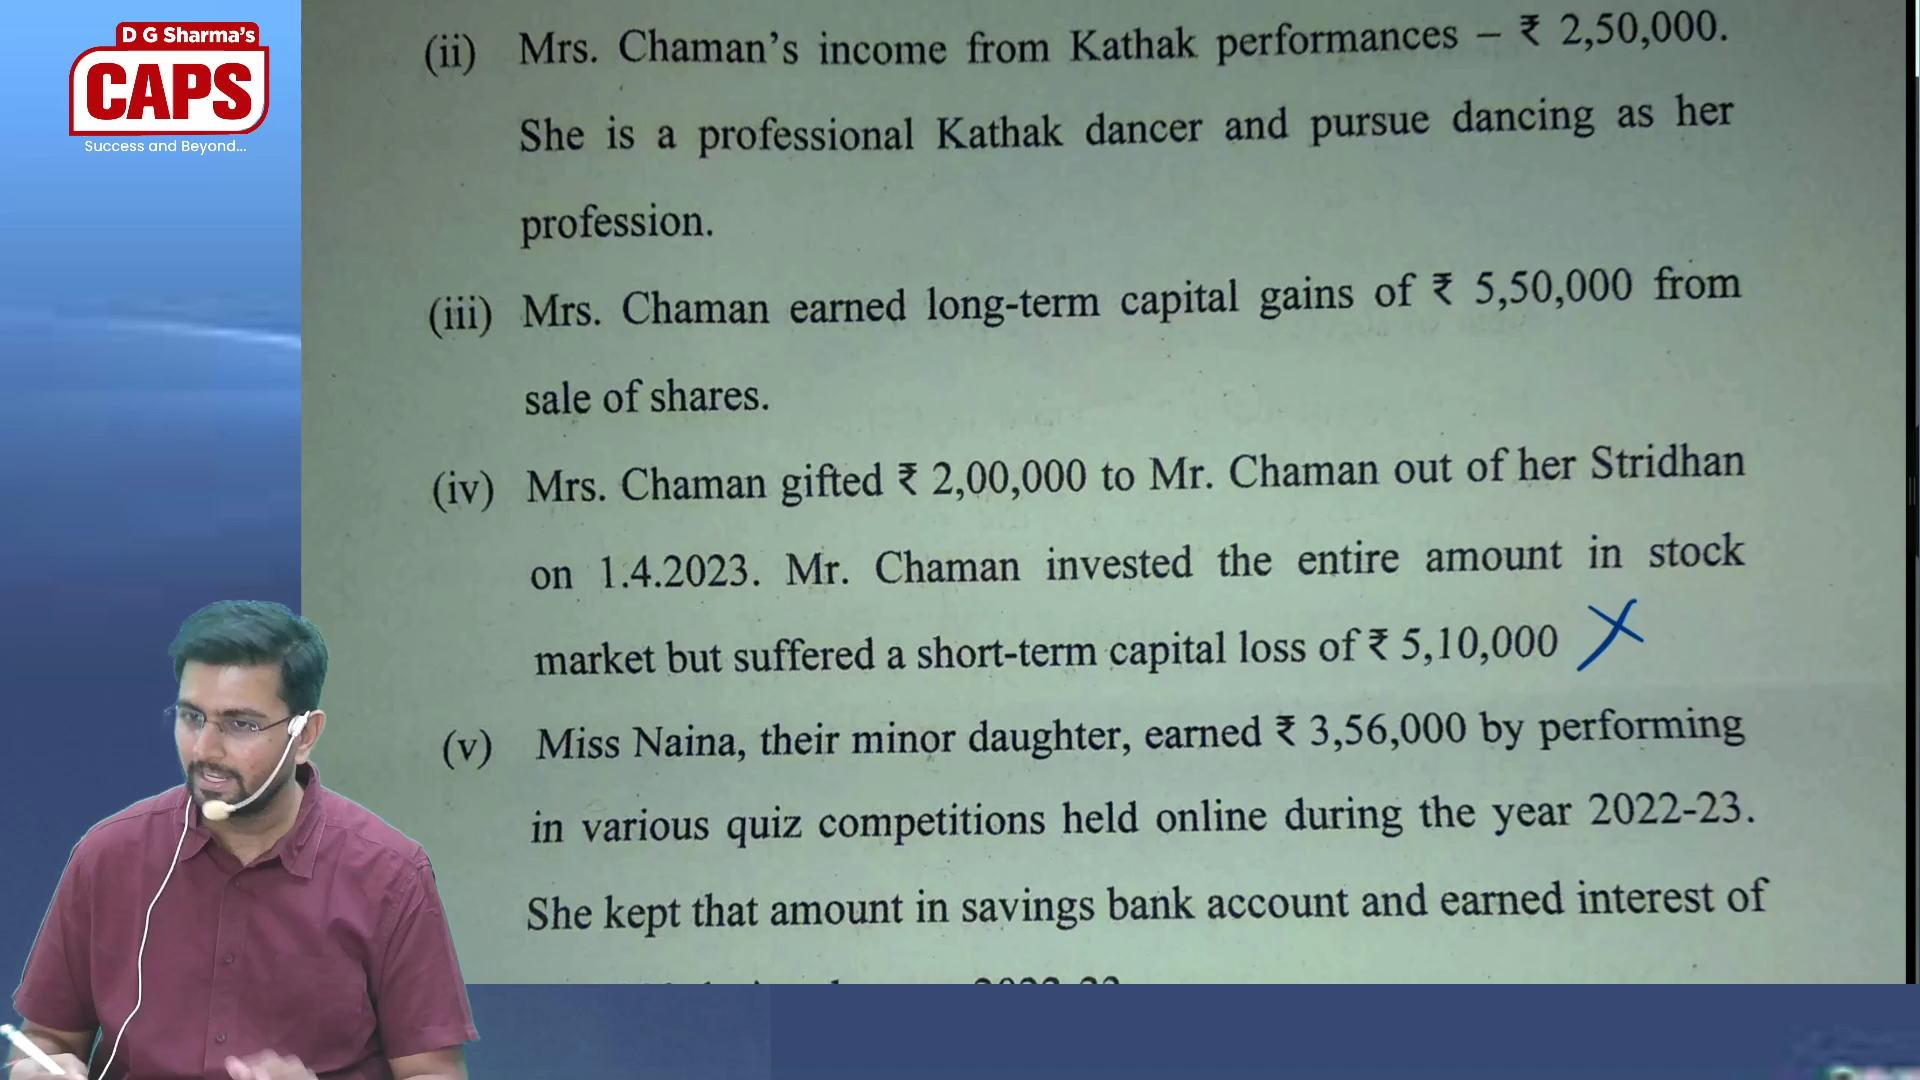 D G Sharma's
CAPS
Success and Beyond...
(ii) Mrs. Chaman's income from Kathak performances – ₹ 2,50,000.
She is a professional Kathak dancer and pursue dancing as her
profession.
(iii) Mrs. Chaman earned long-term capital gains of ₹ 5,50,000 from
sale of shares.
(iv) Mrs. Chaman gifted ₹ 2,00,000 to Mr. Chaman out of her Stridhan
on 1.4.2023. Mr. Chaman invested the entire amount in stock
market but suffered a short-term capital loss of ₹ 5,10,000
(v) Miss Naina, their minor daughter, earned ₹ 3,56,000 by performing
in various quiz competitions held online during the year 2022-23.
She kept that amount in savings bank account and earned interest of